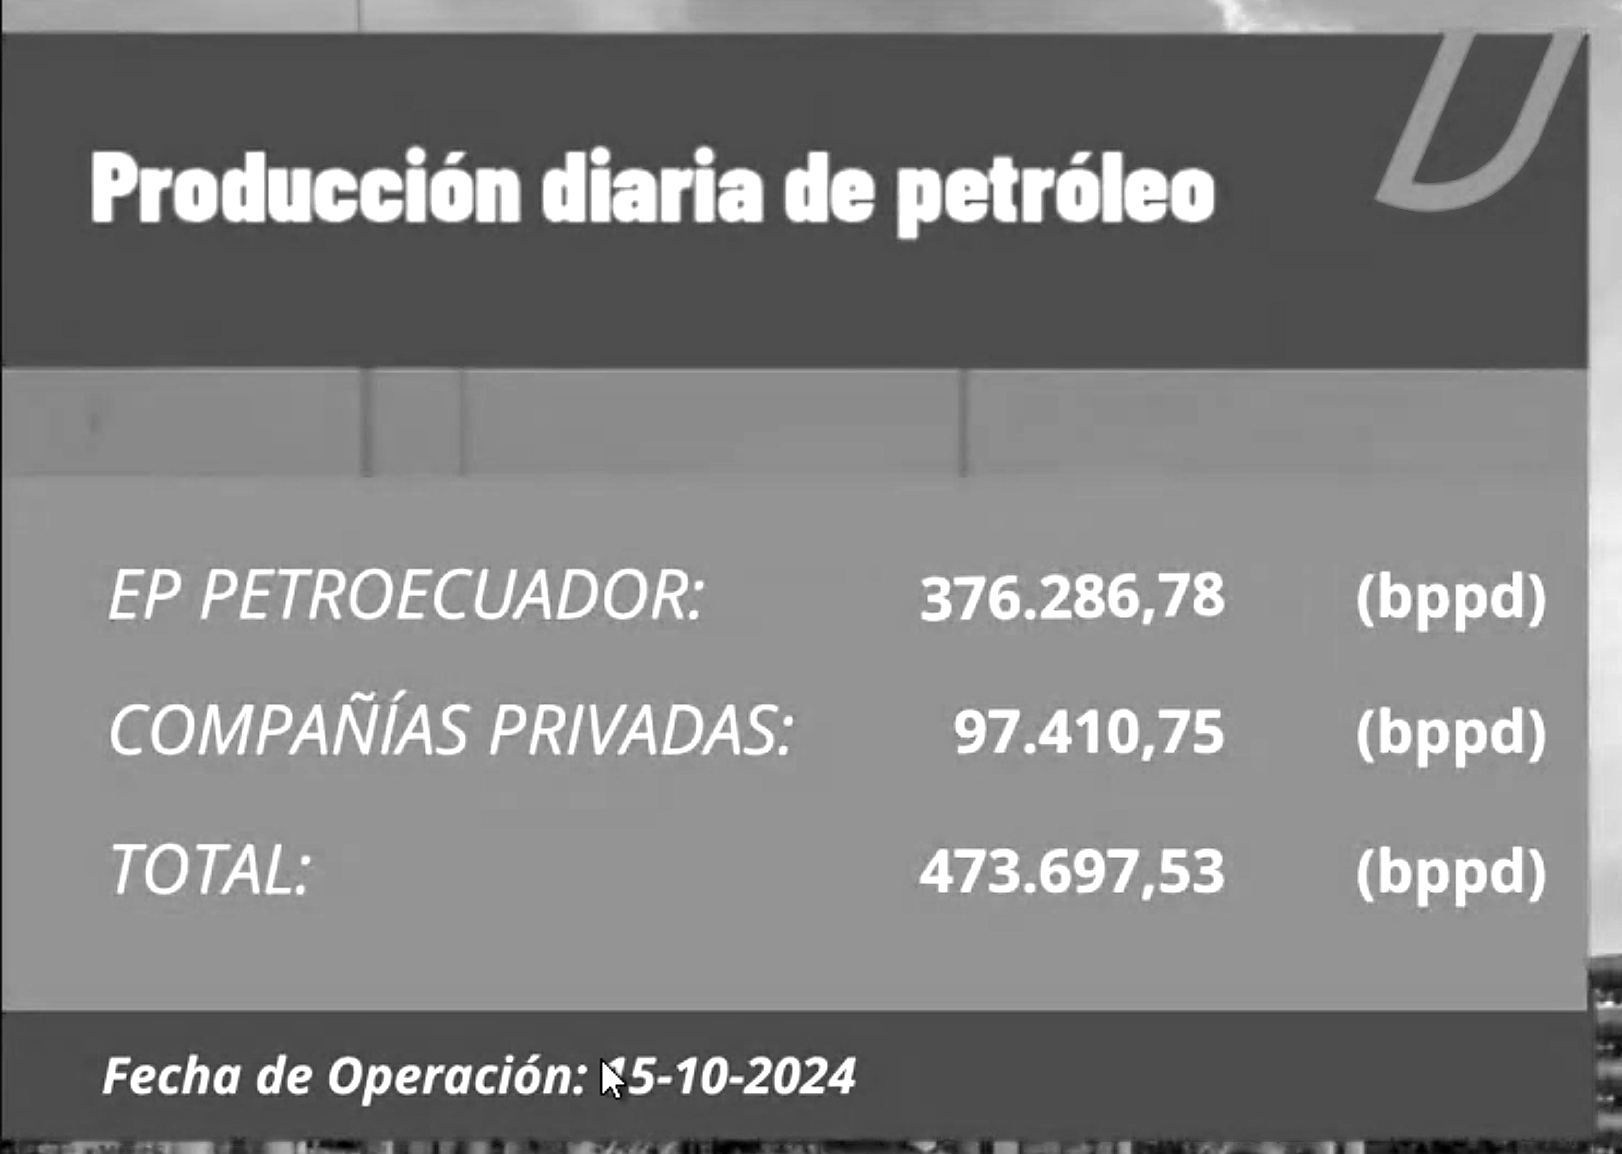 Producción diaria de petróleo
EP PETROECUADOR: 376.286,78 (bppd)
COMPAÑÍAS PRIVADAS: 97.410,75 (bppd)
TOTAL: 473.697,53 (bppd)
Fecha de Operación: 15-10-2024